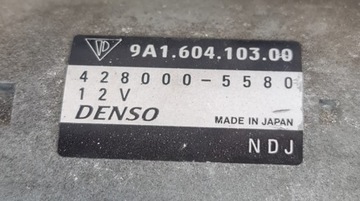 9A1.604.103.00
428000-5580
12V
DENSO MADE IN JAPAN
NDJ